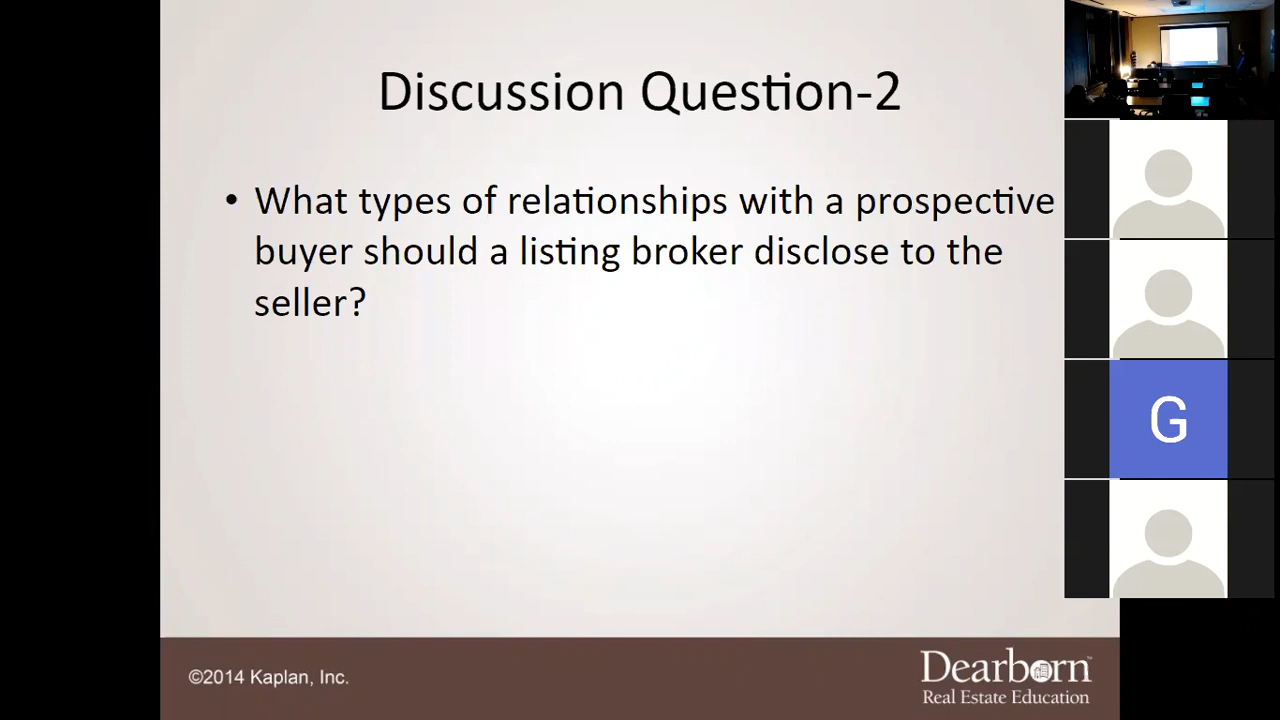 Discussion Question-2
• What types of relationships with a prospective
buyer should a listing broker disclose to the
seller?
G
©2014 Kaplan, Inc.
Dearborn™
Real Estate Education